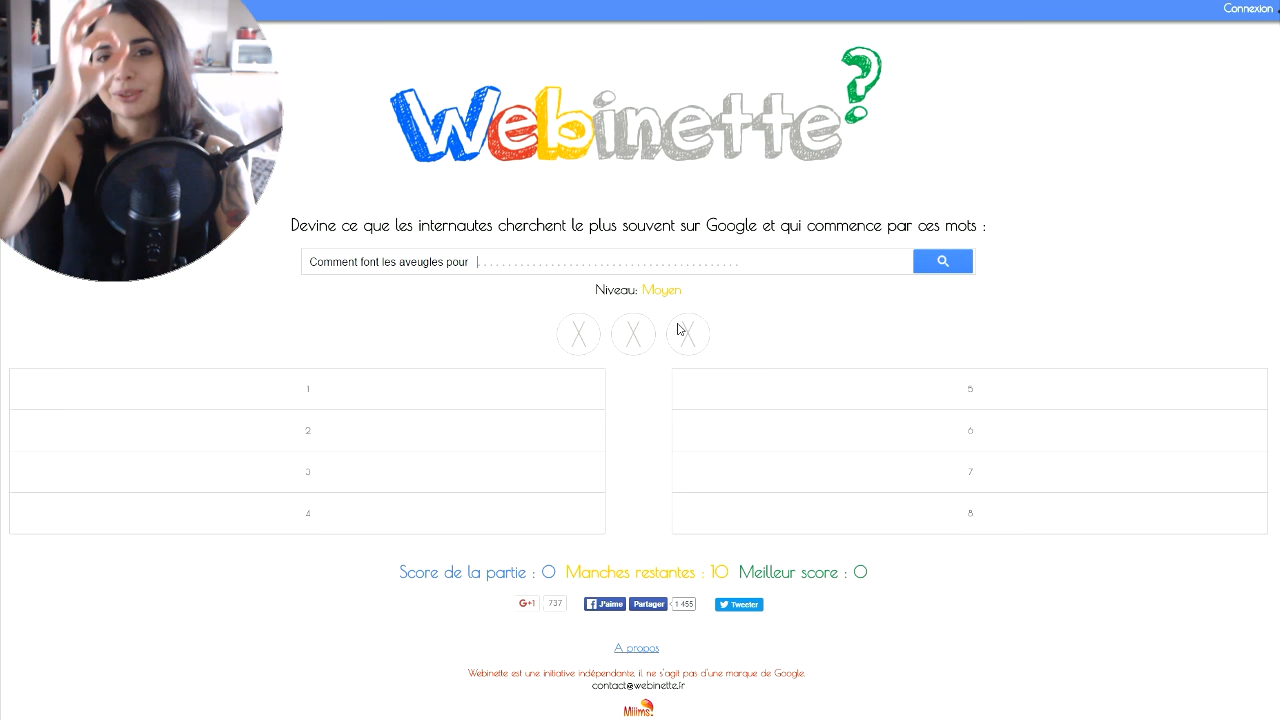 Connexion
Webinette?
Devine ce que les internautes cherchent le plus souvent sur Google et qui commence par ces mots :
Comment font les aveugles pour ............................................
Niveau: Moyen
X X X
1 5
2 6
3 7
4 8
Score de la partie : 0 Manches restantes : 10 Meilleur score : 0
G+1 737 J'aime Partager 1 455 Tweeter
A propos
Webinette est une initiative indépendante, il ne s'agit pas d'une marque de Google.
contact@webinette.fr
Miiims